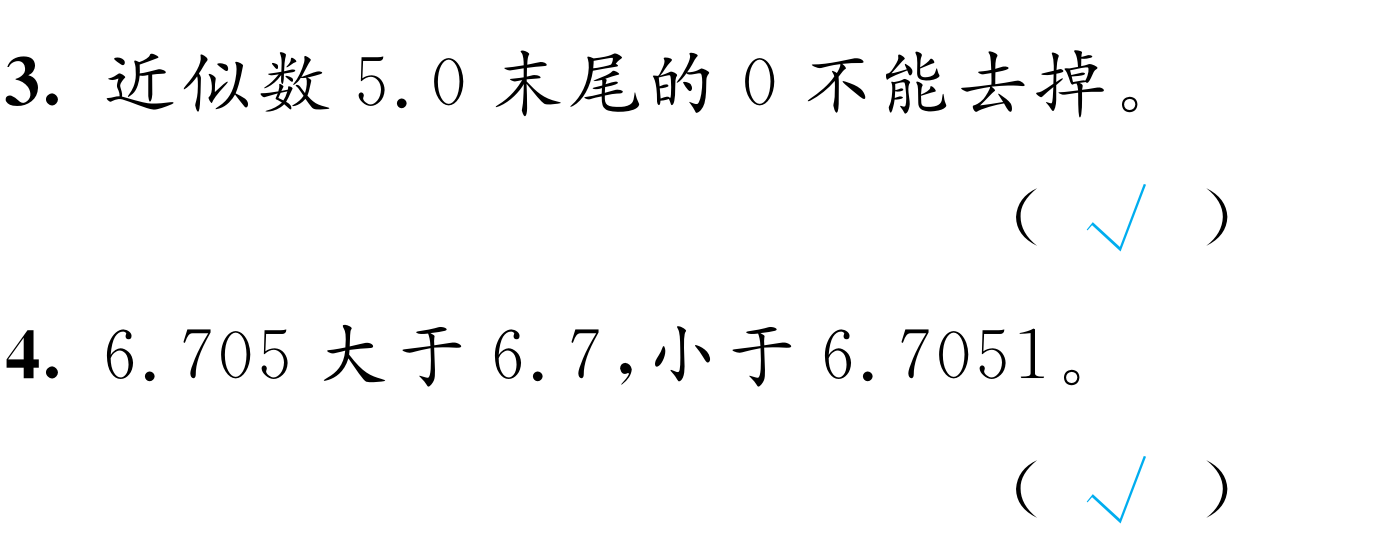 3. 近似数 5.0 末尾的 0 不能去掉。
( √ )
4. 6.705 大于 6.7,小于 6.7051。
( √ )